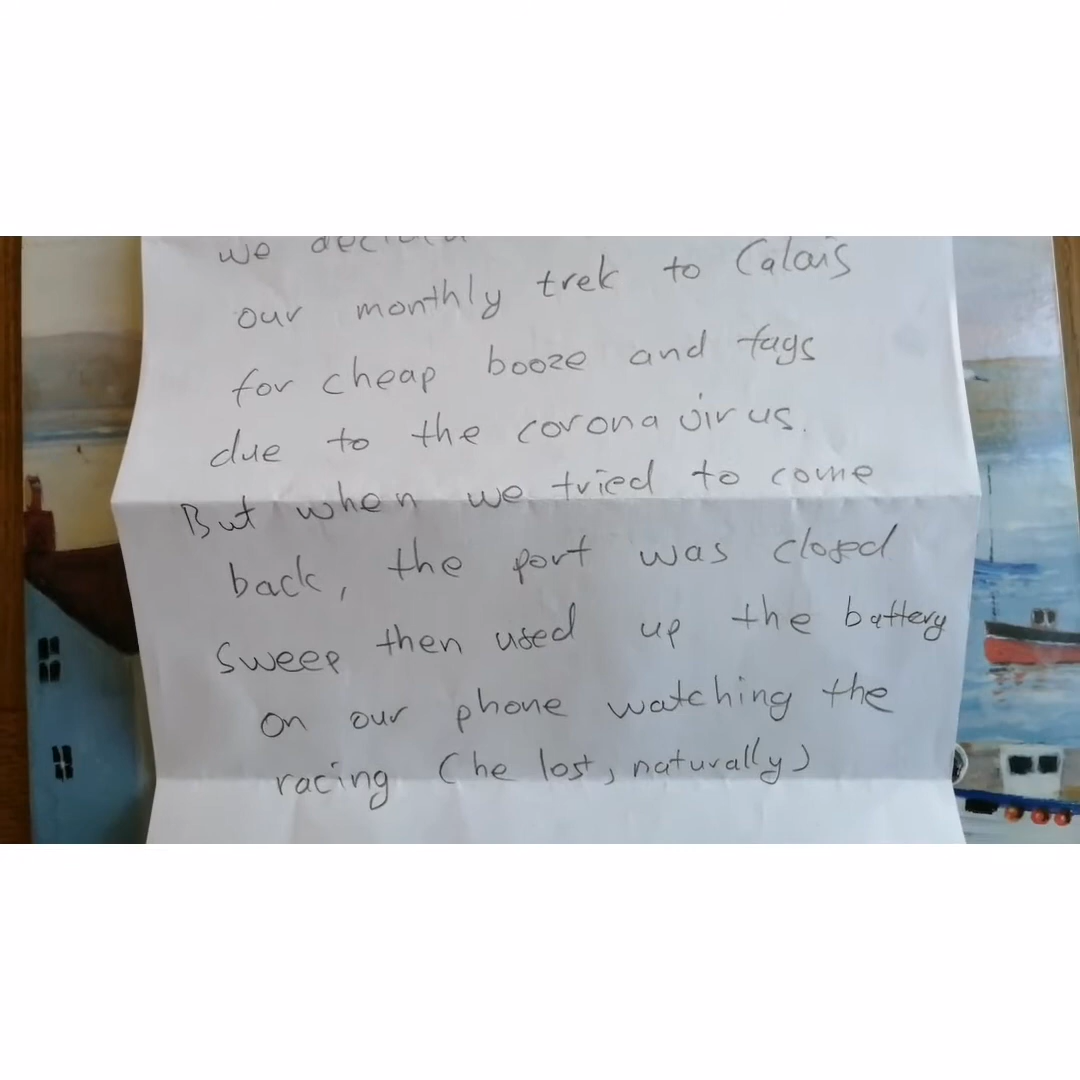 we
our monthly trek to Calais
for cheap booze and fags
due to the corona virus.
But when we tried to come
back, the port was closed
Sweep then used up the battery
on our phone watching the
racing (he lost, naturally)